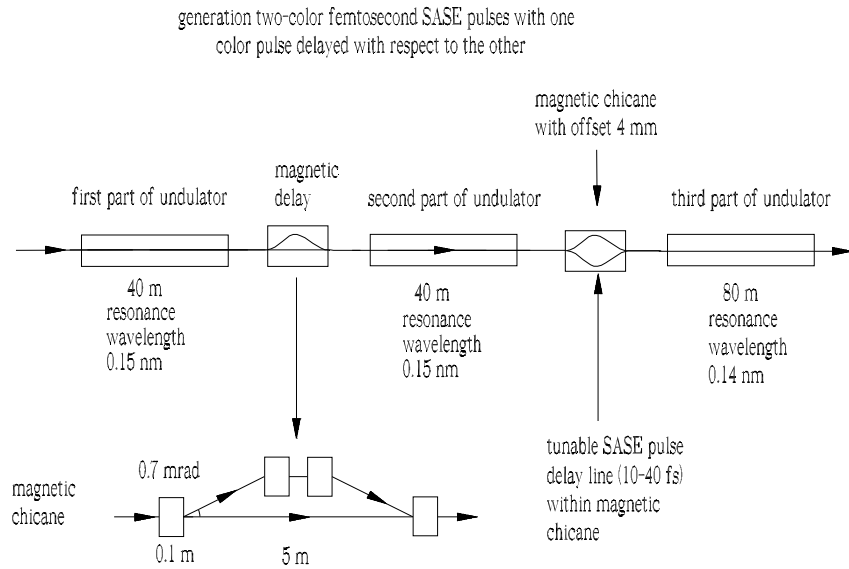 generation two-color femtosecond SASE pulses with one
color pulse delayed with respect to the other
magnetic chicane
with offset 4 mm
magnetic
delay
first part of undulator
second part of undulator
third part of undulator
40 m
resonance
wavelength
0.15 nm
40 m
resonance
wavelength
0.15 nm
80 m
resonance
wavelength
0.14 nm
tunable SASE pulse
delay line (10-40 fs)
within magnetic
chicane
0.7 mrad
magnetic
chicane
0.1 m
5 m